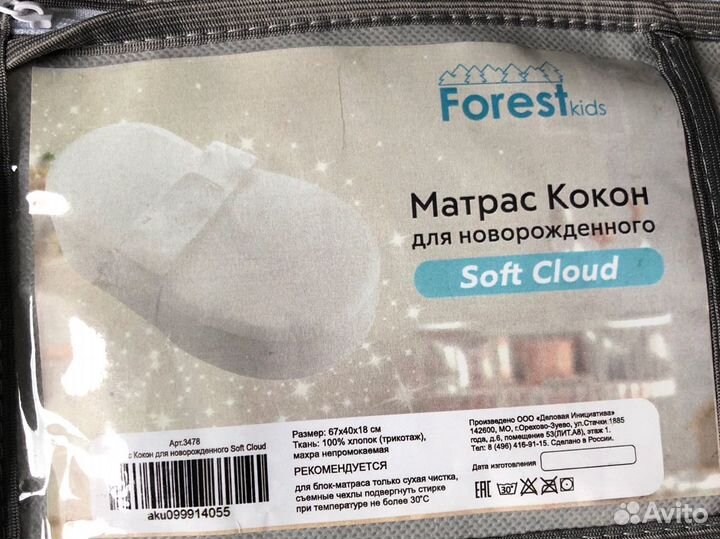 Forest kids
Матрас Кокон
для новорожденного
Soft Cloud
Арт.3478
с Кокон для новорожденного Soft Cloud
aku099914055
Размер: 67х40х18 см
Ткань: 100% хлопок (трикотаж),
махра непромокаемая
РЕКОМЕНДУЕТСЯ
для блок-матраса только сухая чистка,
съемные чехлы подвергнуть стирке
при температуре не более 30°С
Произведено ООО «Деловая Инициатива»
142600, МО, г.Орехово-Зуево, ул.Стачки 1885
года, д.6, помещение 53(ЛИТ.А8), этаж 1.
Тел: 8 (496) 416-91-15. Сделано в России.
Дата изготовления
EAC 30°
Avito